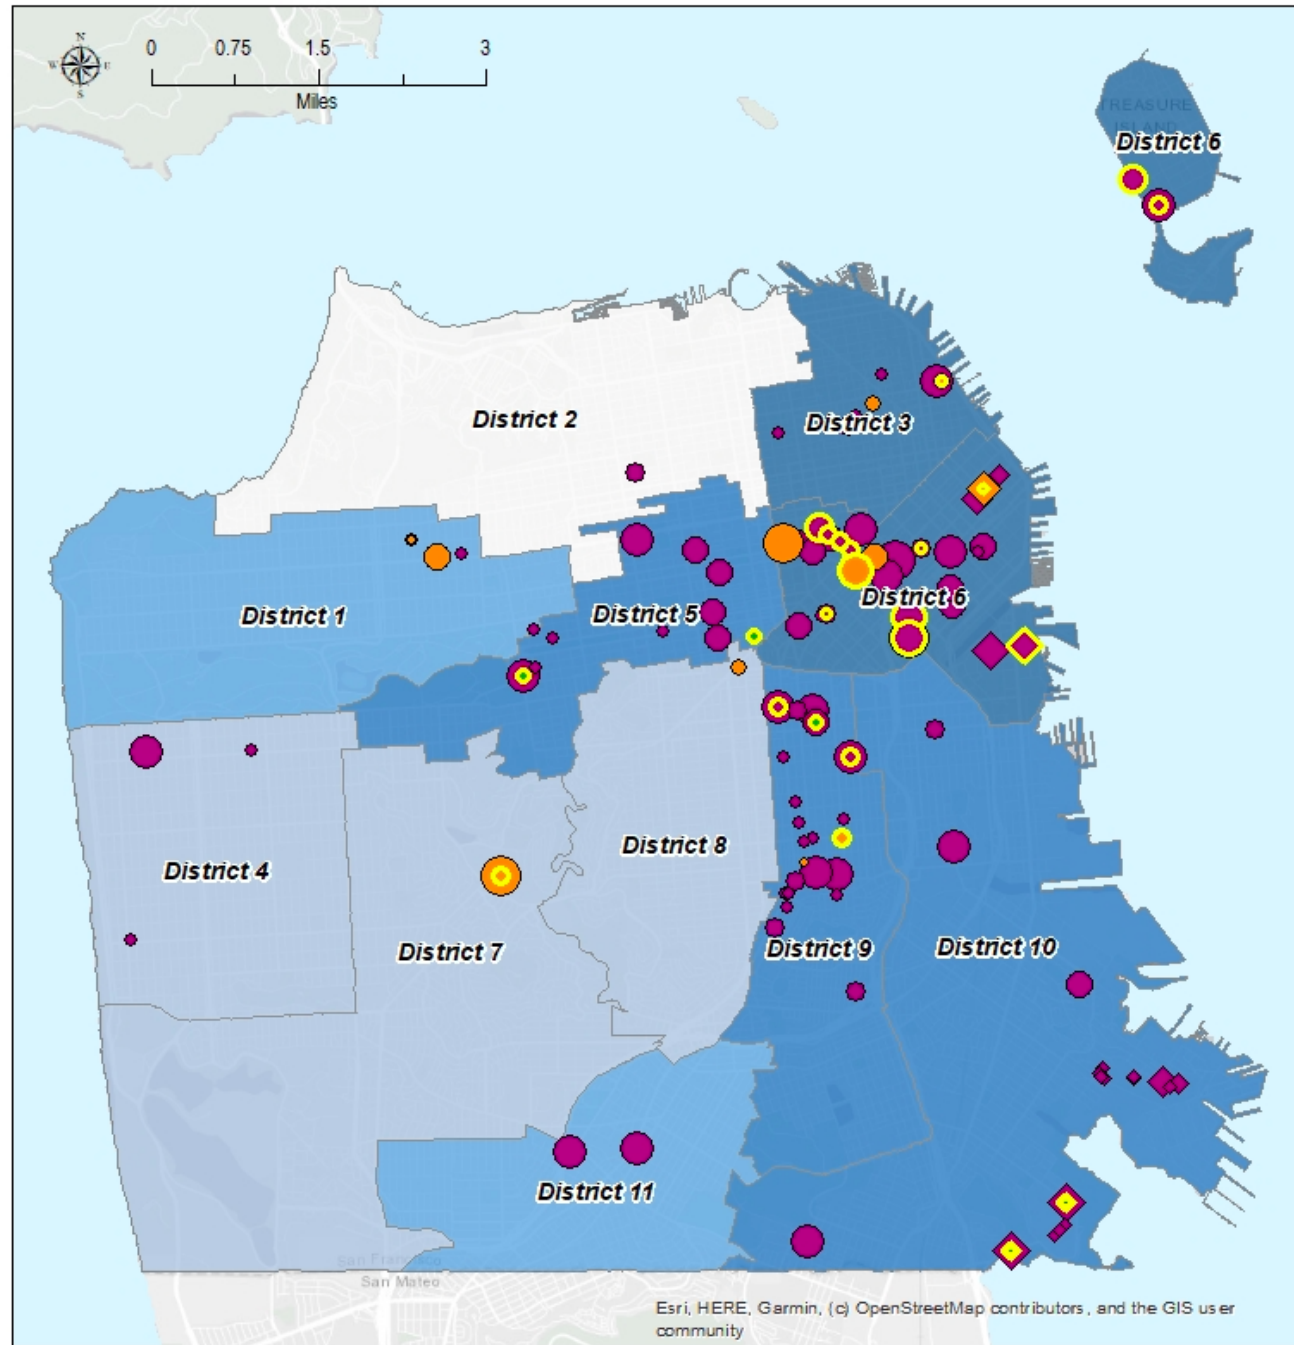 N
W E
S
0 0.75 1.5 3
Miles
TREASURE
ISLAND
District 6
District 2
District 3
District 1
District 5
District 6
District 4
District 8
District 7
District 9
District 10
District 11
San Francisco
San Mateo
Esri, HERE, Garmin, (c) OpenStreetMap contributors, and the GIS user
community